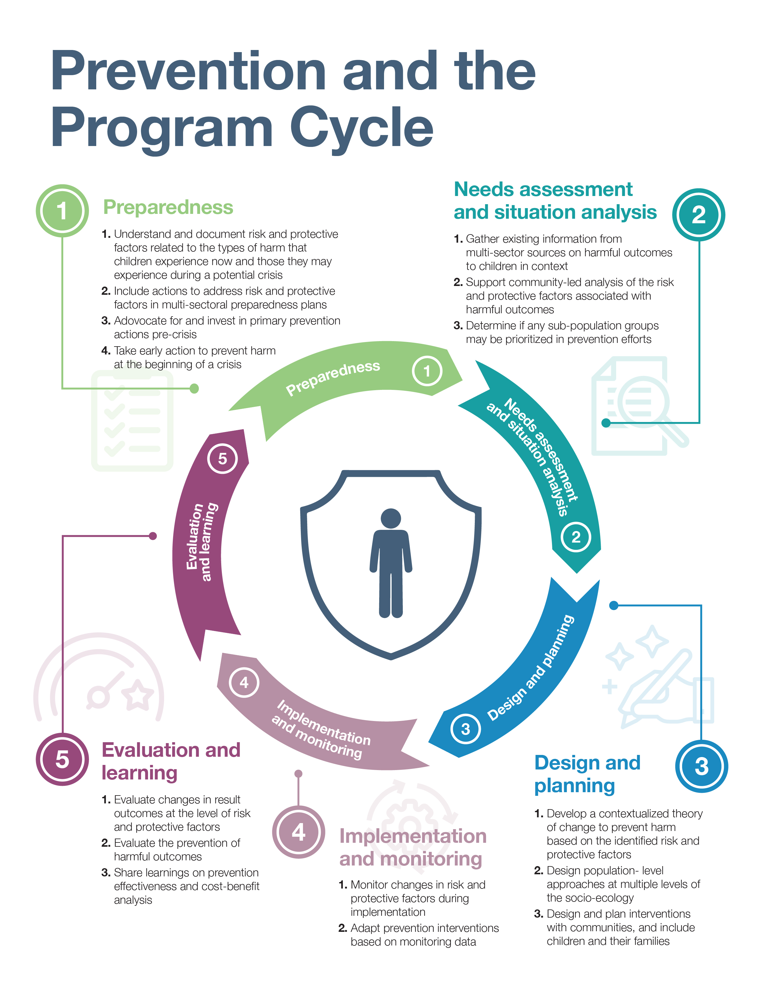 Prevention and the
Program Cycle
1
Preparedness
1. Understand and document risk and protective
factors related to the types of harm that
children experience now and those they may
experience during a potential crisis
2. Include actions to address risk and protective
factors in multi-sectoral preparedness plans
3. Adovocate for and invest in primary prevention
actions pre-crisis
4. Take early action to prevent harm
at the beginning of a crisis
Needs assessment
and situation analysis
2
1. Gather existing information from
multi-sector sources on harmful outcomes
to children in context
2. Support community-led analysis of the risk
and protective factors associated with
harmful outcomes
3. Determine if any sub-population groups
may be prioritized in prevention efforts
Preparedness
1
Needs assessment
and situation analysis
2
Design and planning
3
Implementation
and monitoring
4
Evaluation
and learning
5
Design and
planning
3
1. Develop a contextualized theory
of change to prevent harm
based on the identified risk and
protective factors
2. Design population- level
approaches at multiple levels of
the socio-ecology
3. Design and plan interventions
with communities, and include
children and their families
4
Implementation
and monitoring
1. Monitor changes in risk and
protective factors during
implementation
2. Adapt prevention interventions
based on monitoring data
5
Evaluation and
learning
1. Evaluate changes in result
outcomes at the level of risk
and protective factors
2. Evaluate the prevention of
harmful outcomes
3. Share learnings on prevention
effectiveness and cost-benefit
analysis